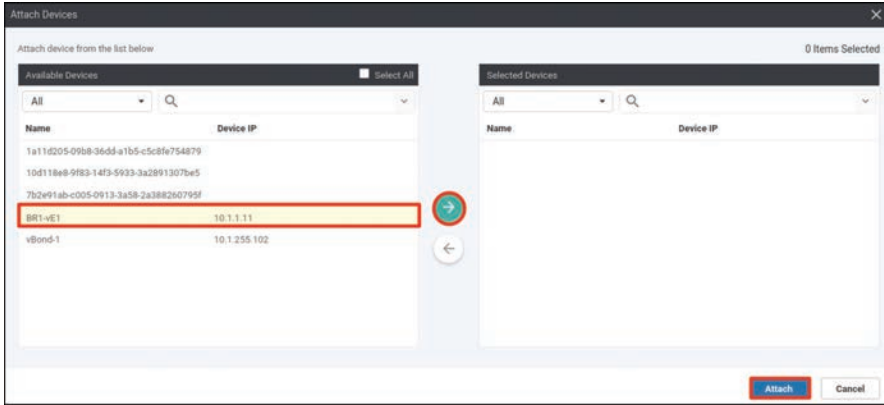 Attach Devices
Attach device from the list below
0 Items Selected
Available Devices Select All
All
Name Device IP
1a11d205-09b8-36dd-a1b5-c5c8fe754879
10d118e8-9f83-14f3-5933-3a2891307be5
7b2e91ab-c005-0913-3a58-2a388260795f
BR1-vE1 10.1.1.11
vBond-1 10.1.255.102
Selected Devices
All
Name Device IP
Attach Cancel